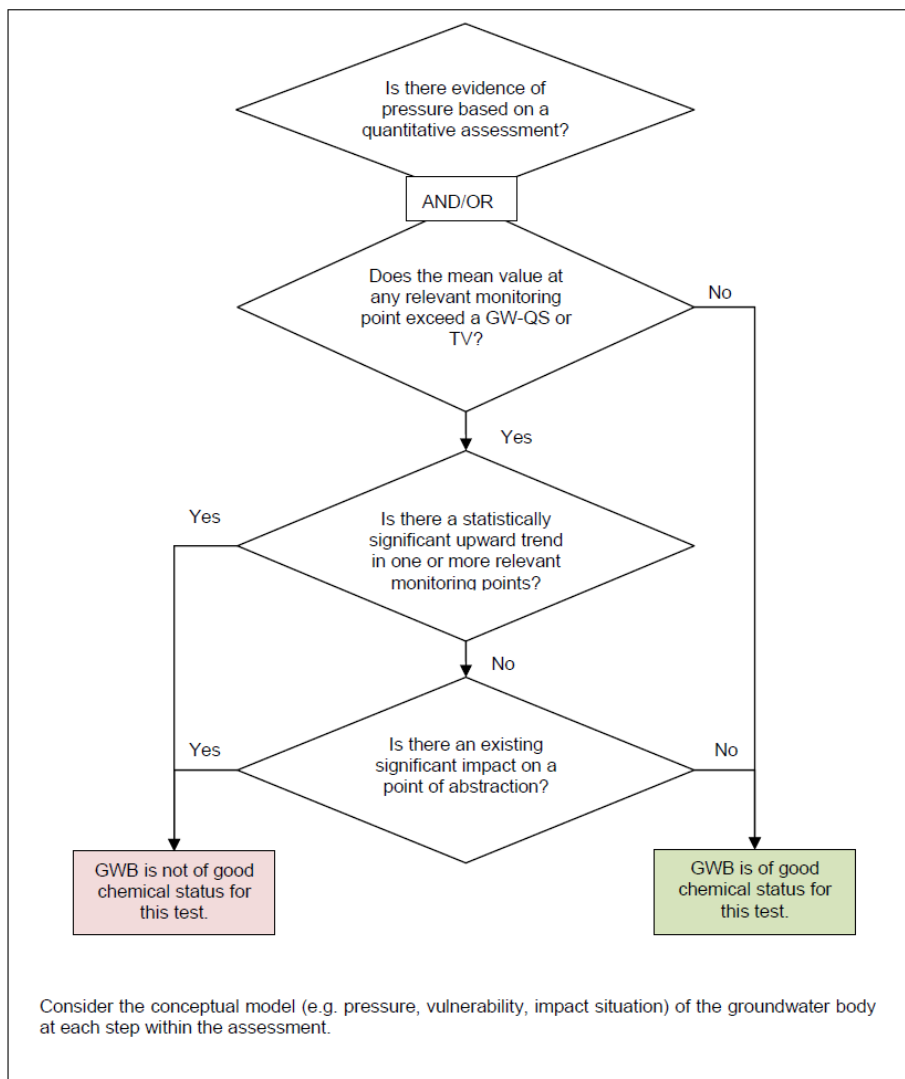 Is there evidence of
pressure based on a
quantitative assessment?
AND/OR
Does the mean value at
any relevant monitoring
point exceed a GW-QS or
TV?
No
Yes
Yes
Is there a statistically
significant upward trend
in one or more relevant
monitoring points?
No
Yes
Is there an existing
significant impact on a
point of abstraction?
No
GWB is not of good
chemical status for
this test.
GWB is of good
chemical status for
this test.
Consider the conceptual model (e.g. pressure, vulnerability, impact situation) of the groundwater body
at each step within the assessment.